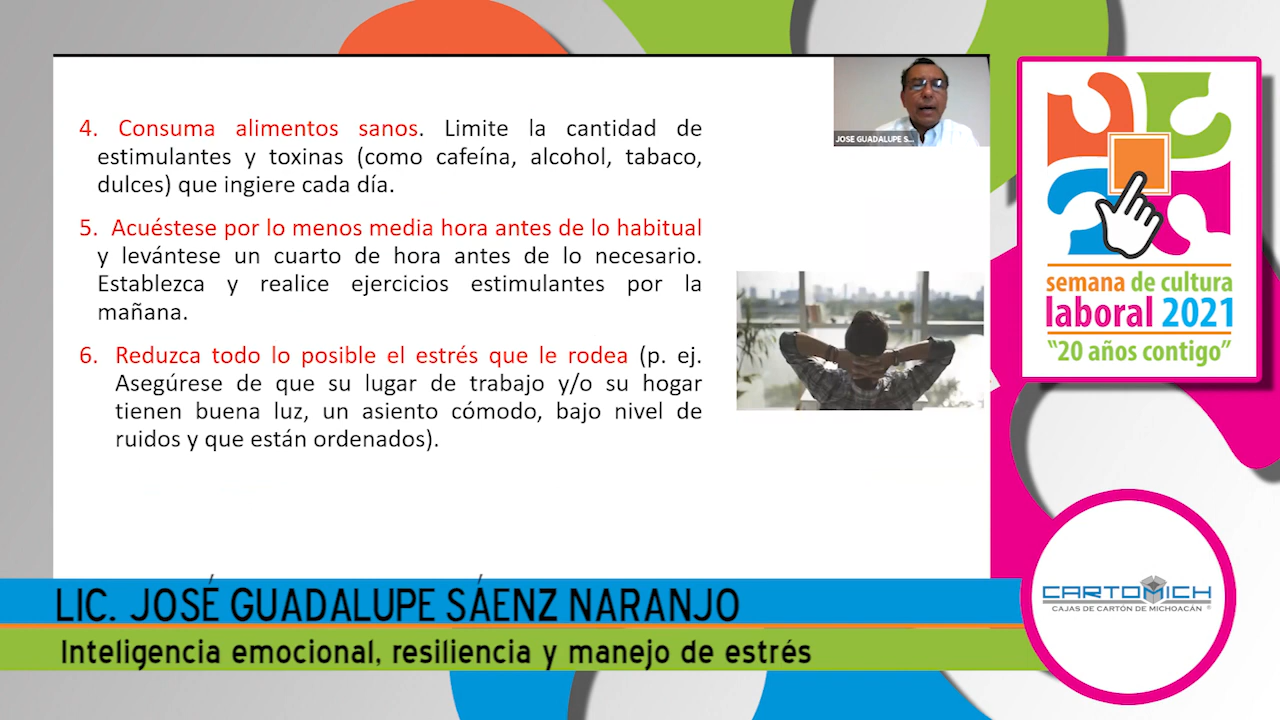 4. Consuma alimentos sanos. Limite la cantidad de
estimulantes y toxinas (como cafeína, alcohol, tabaco,
dulces) que ingiere cada día.
5. Acuéstese por lo menos media hora antes de lo habitual
y levántese un cuarto de hora antes de lo necesario.
Establezca y realice ejercicios estimulantes por la
mañana.
6. Reduzca todo lo posible el estrés que le rodea (p. ej.
Asegúrese de que su lugar de trabajo y/o su hogar
tienen buena luz, un asiento cómodo, bajo nivel de
ruidos y que están ordenados).
JOSE GUADALUPE S...
semana de cultura
laboral 2021
"20 años contigo"
CARTOMICH
CAJAS DE CARTÓN DE MICHOACÁN ®
LIC. JOSÉ GUADALUPE SÁENZ NARANJO
Inteligencia emocional, resiliencia y manejo de estrés